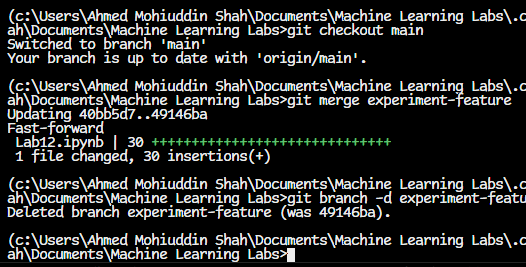 (c:\Users\Ahmed Mohiuddin Shah\Documents\Machine Learning Labs\.c
ah\Documents\Machine Learning Labs>git checkout main
Switched to branch 'main'
Your branch is up to date with 'origin/main'.
(c:\Users\Ahmed Mohiuddin Shah\Documents\Machine Learning Labs\.c
ah\Documents\Machine Learning Labs>git merge experiment-feature
Updating 40bb5d7..49146ba
Fast-forward
Lab12.ipynb | 30 ++++++++++++++++++++++++++++++
1 file changed, 30 insertions(+)
(c:\Users\Ahmed Mohiuddin Shah\Documents\Machine Learning Labs\.c
ah\Documents\Machine Learning Labs>git branch -d experiment-featu
Deleted branch experiment-feature (was 49146ba).
(c:\Users\Ahmed Mohiuddin Shah\Documents\Machine Learning Labs\.c
ah\Documents\Machine Learning Labs>